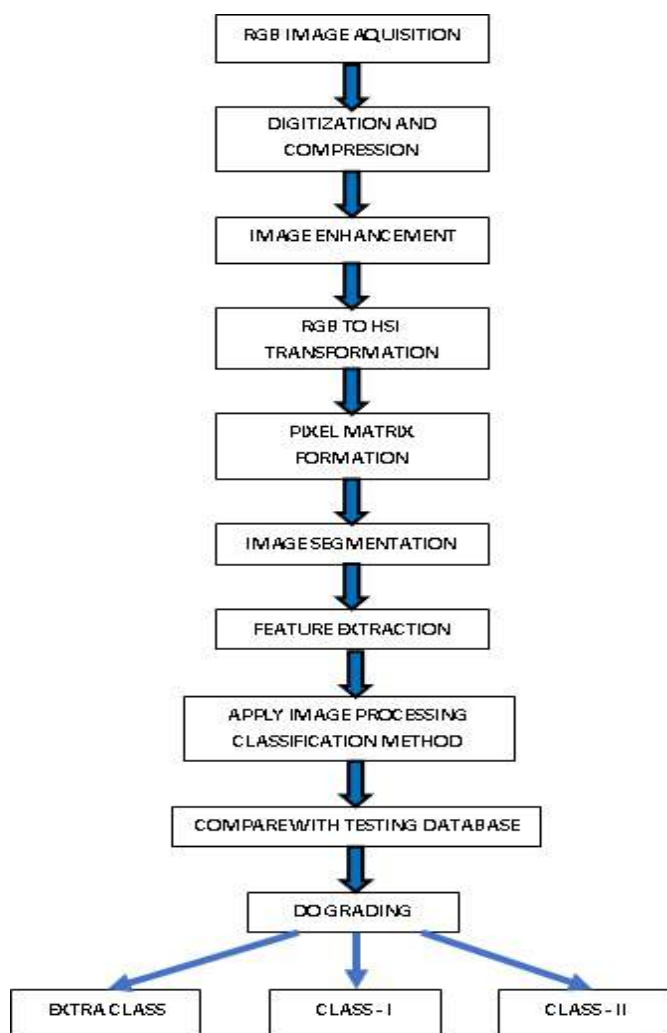 RGB IMAGE AQUISITION
DIGITIZATION AND
COMPRESSION
IMAGE ENHANCEMENT
RGB TO HSI
TRANSFORMATION
PIXEL MATRIX
FORMATION
IMAGE SEGMENTATION
FEATURE EXTRACTION
APPLY IMAGE PROCESSING
CLASSIFICATION METHOD
COMPARE WITH TESTING DATABASE
DO GRADING
EXTRA CLASS
CLASS - I
CLASS - II